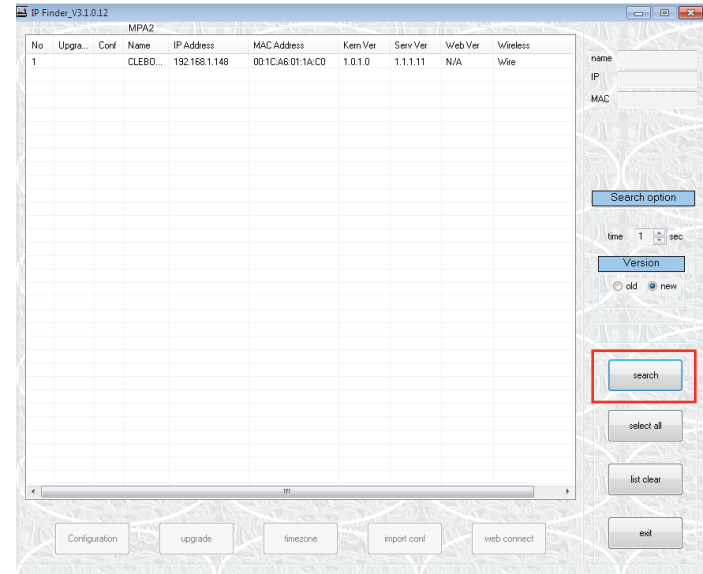 IP Finder_V3.1.0.12
MPA2
No Upgra... Conf Name IP Address MAC Address Kern Ver Serv Ver Web Ver Wireless
1 CLEBO... 192.168.1.148 00:1C:A6:01:1A:C0 1.0.1.0 1.1.1.11 N/A Wire
name
IP
MAC
Search option
time 1 sec
Version
old new
search
select all
list clear
exit
Configuration upgrade timezone import conf web connect